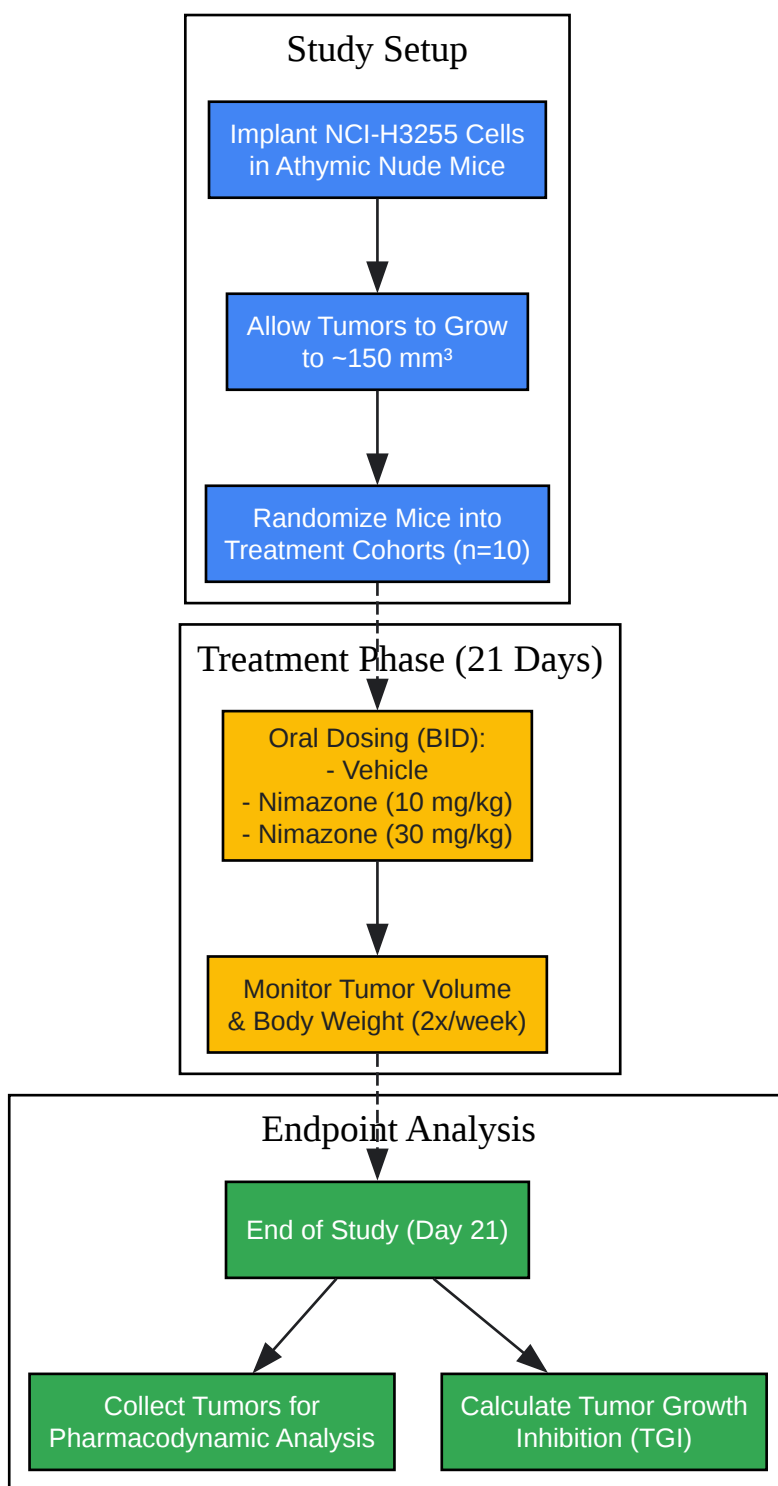 Study Setup
Implant NCI-H3255 Cells
in Athymic Nude Mice
Allow Tumors to Grow
to ~150 mm³
Randomize Mice into
Treatment Cohorts (n=10)
Treatment Phase (21 Days)
Oral Dosing (BID):
- Vehicle
- Nimazone (10 mg/kg)
- Nimazone (30 mg/kg)
Monitor Tumor Volume
& Body Weight (2x/week)
Endpoint Analysis
End of Study (Day 21)
Collect Tumors for
Pharmacodynamic Analysis
Calculate Tumor Growth
Inhibition (TGI)